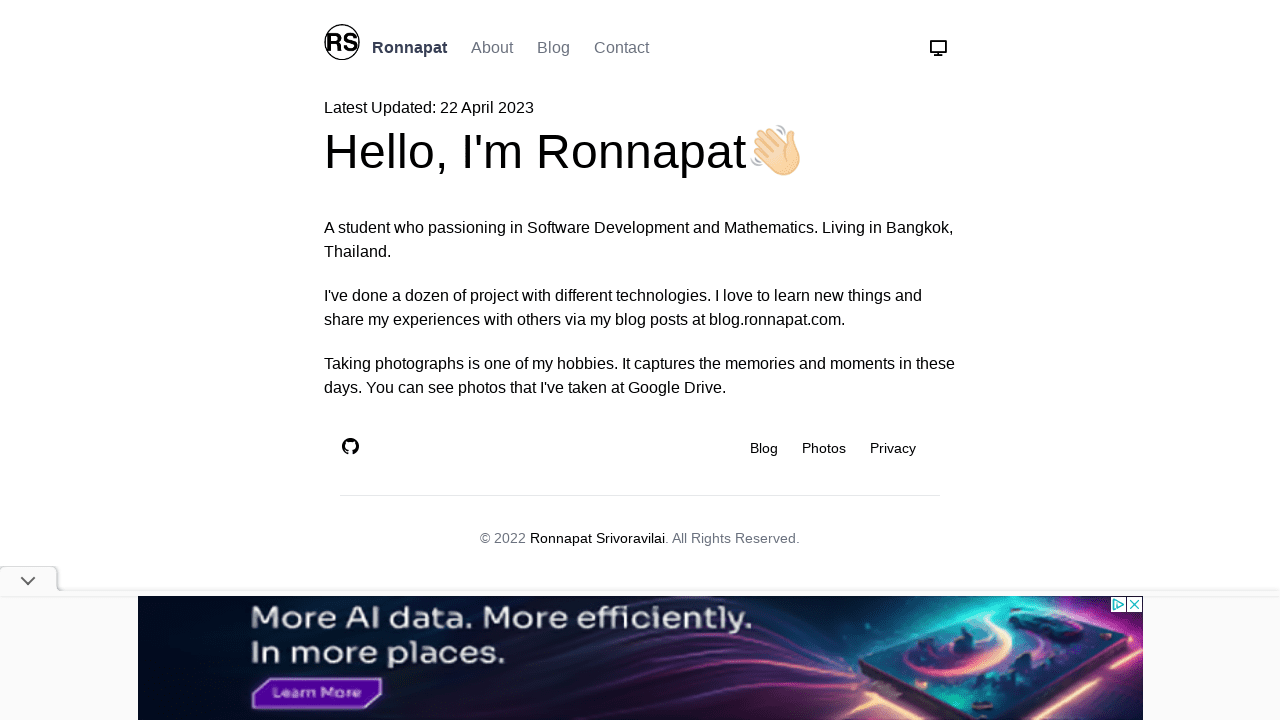 RS Ronnapat About Blog Contact
Latest Updated: 22 April 2023
Hello, I'm Ronnapat
A student who passioning in Software Development and Mathematics. Living in Bangkok,
Thailand.
I've done a dozen of project with different technologies. I love to learn new things and
share my experiences with others via my blog posts at blog.ronnapat.com.
Taking photographs is one of my hobbies. It captures the memories and moments in these
days. You can see photos that I've taken at Google Drive.
Blog Photos Privacy
© 2022 Ronnapat Srivoravilai. All Rights Reserved.
More AI data. More efficiently.
In more places.
Learn More